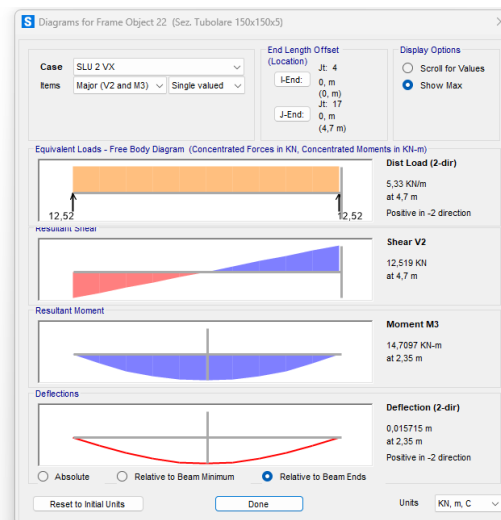 Diagrams for Frame Object 22 (Sez. Tubolare 150x150x5)
Case
SLU 2 VX
Items
Major (V2 and M3)
Single valued
End Length Offset
(Location)
I-End:
Jt: 4
0, m
(0, m)
J-End:
Jt: 17
0, m
(4,7 m)
Display Options
Scroll for Values
Show Max
Equivalent Loads - Free Body Diagram (Concentrated Forces in KN, Concentrated Moments in KN-m)
12,52
12,52
Dist Load (2-dir)
5,33 KN/m
at 4,7 m
Positive in -2 direction
Resultant Shear
Shear V2
12,519 KN
at 4,7 m
Resultant Moment
Moment M3
14,7097 KN-m
at 2,35 m
Deflections
Deflection (2-dir)
0,015715 m
at 2,35 m
Positive in -2 direction
Absolute
Relative to Beam Minimum
Relative to Beam Ends
Reset to Initial Units
Done
Units
KN, m, C